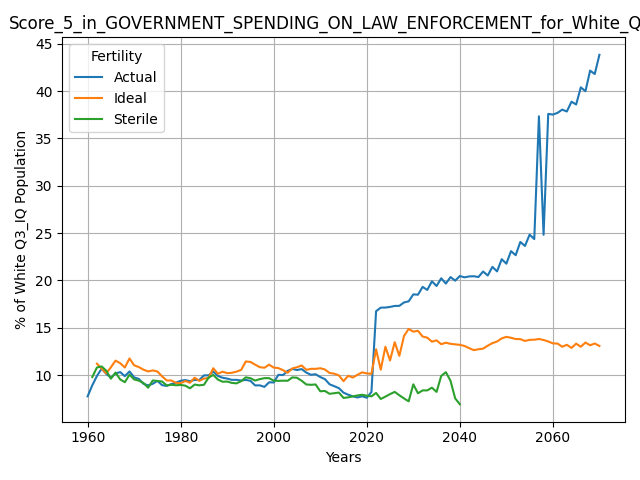 Score_5_in_GOVERNMENT_SPENDING_ON_LAW_ENFORCEMENT_for_White_Q
Fertility
Actual
Ideal
Sterile
% of White Q3_IQ Population
45
40
35
30
25
20
15
10
1960 1980 2000 2020 2040 2060
Years